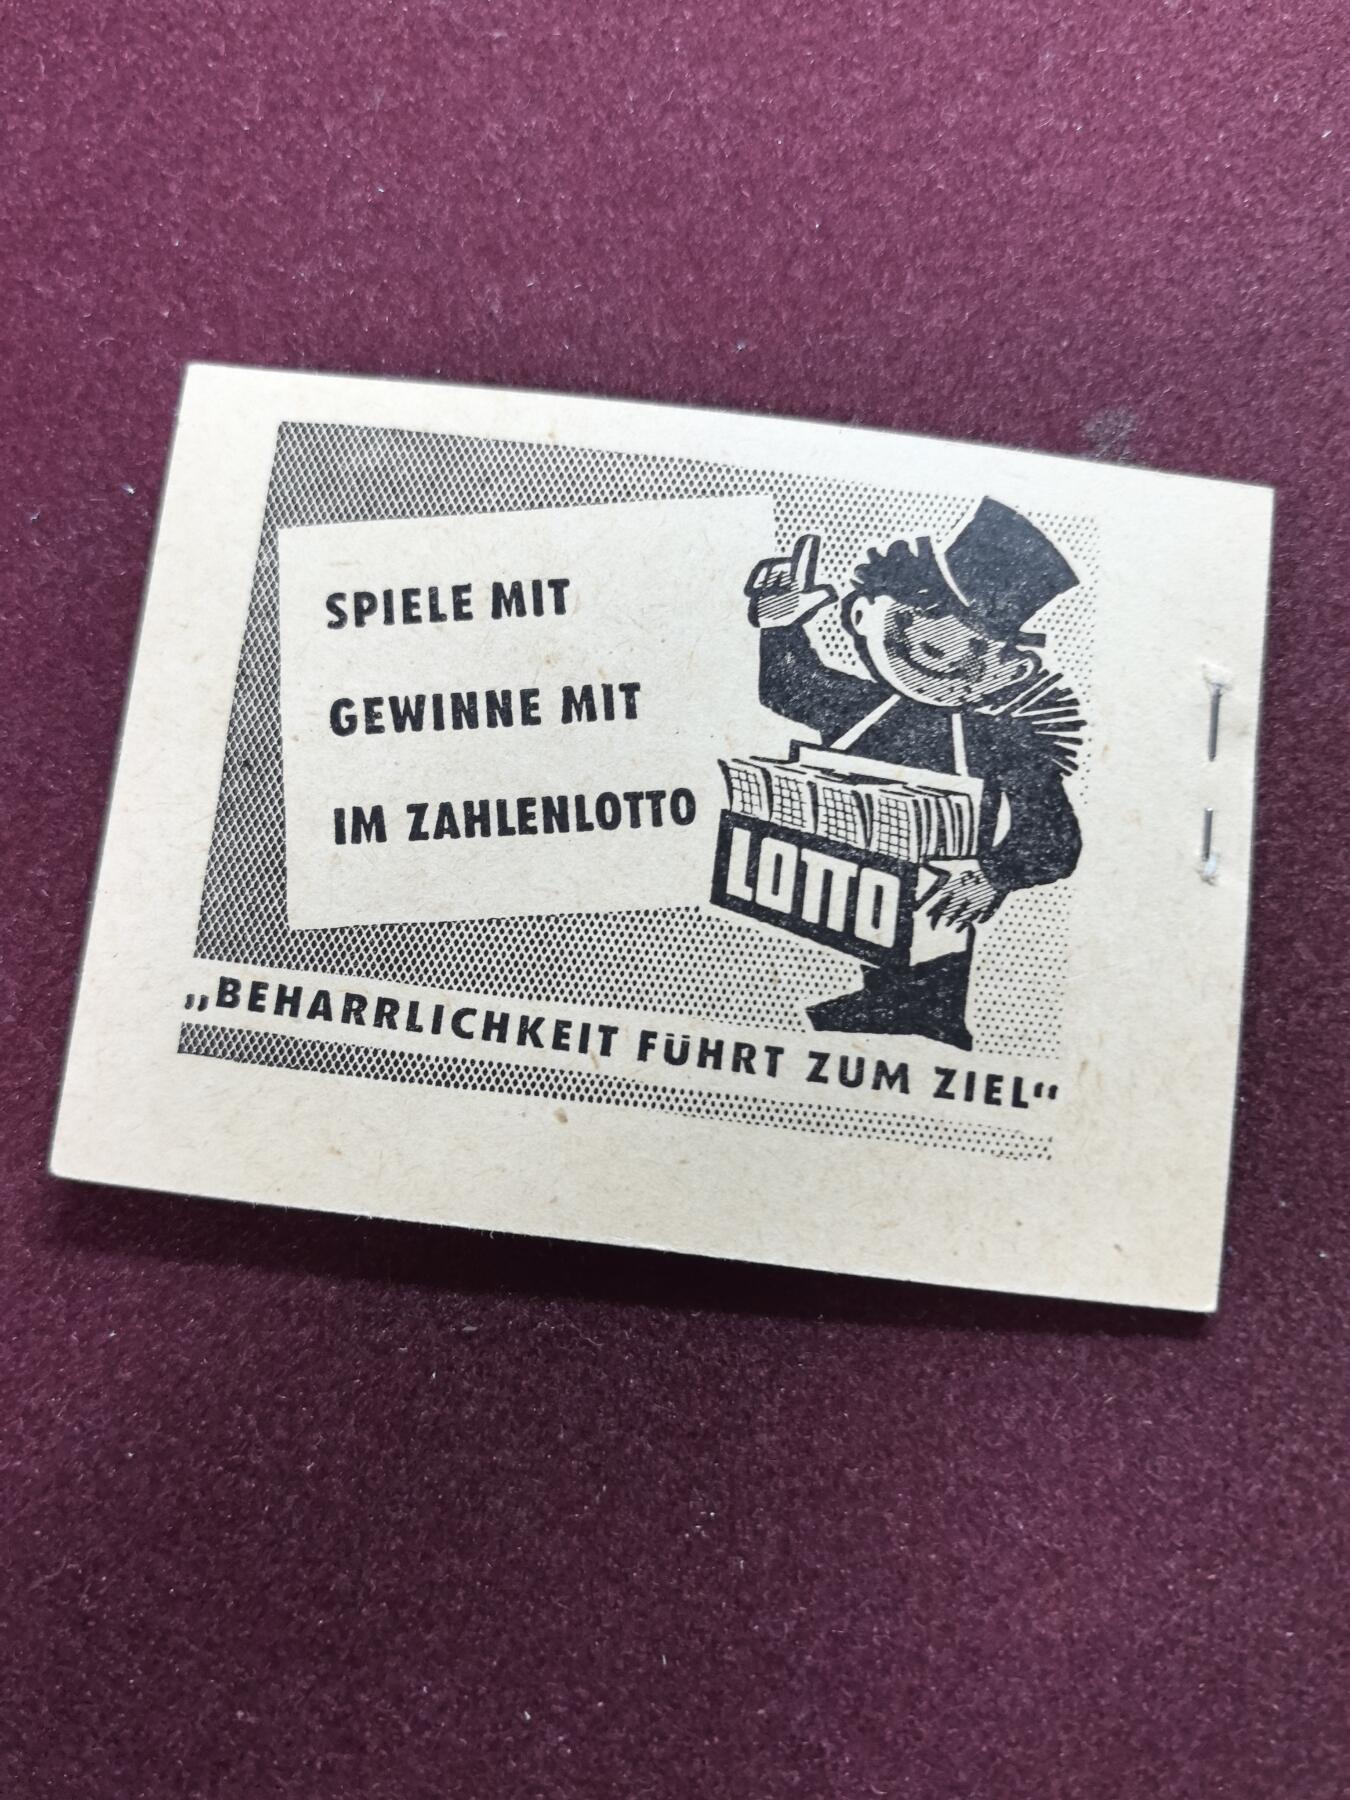 SPIELE MIT
GEWINNE MIT
IM ZAHLENLOTTO
LOTTO
„BEHARRLICHKEIT FÜHRT ZUM ZIEL“